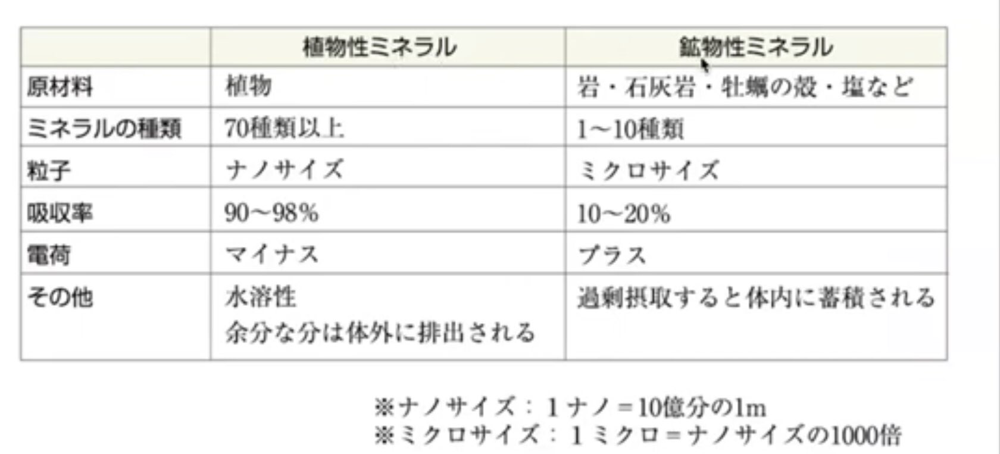 植物性ミネラル 鉱物性ミネラル
原材料 植物 岩・石灰岩・牡蠣の殻・塩など
ミネラルの種類 70種類以上 1〜10種類
粒子 ナノサイズ ミクロサイズ
吸収率 90〜98% 10〜20%
電荷 マイナス プラス
その他 水溶性 過剰摂取すると体内に蓄積される
余分な分は体外に排出される
※ナノサイズ：1ナノ＝10億分の1m
※ミクロサイズ：1ミクロ＝ナノサイズの1000倍